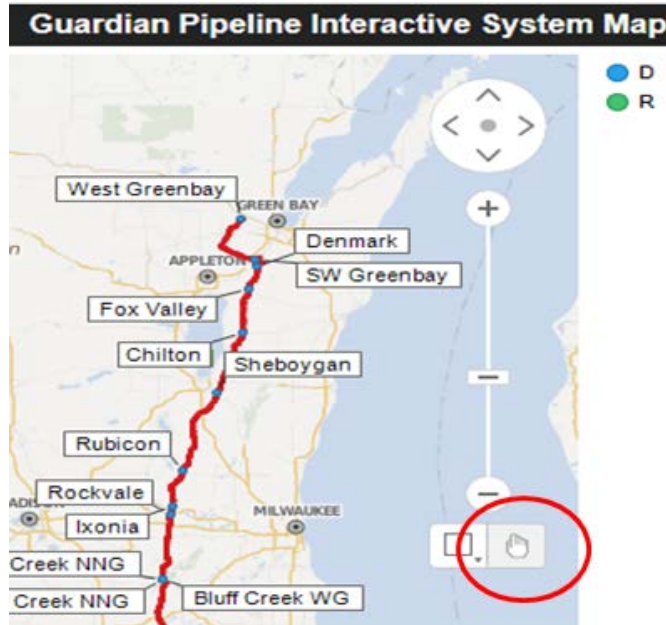 Guardian Pipeline Interactive System Map
D
R
West Greenbay
GREEN BAY
Denmark
APPLETON
SW Greenbay
Fox Valley
Chilton
Sheboygan
Rubicon
Rockvale
Ixonia
MILWAUKEE
Creek NNG
Creek NNG
Bluff Creek WG